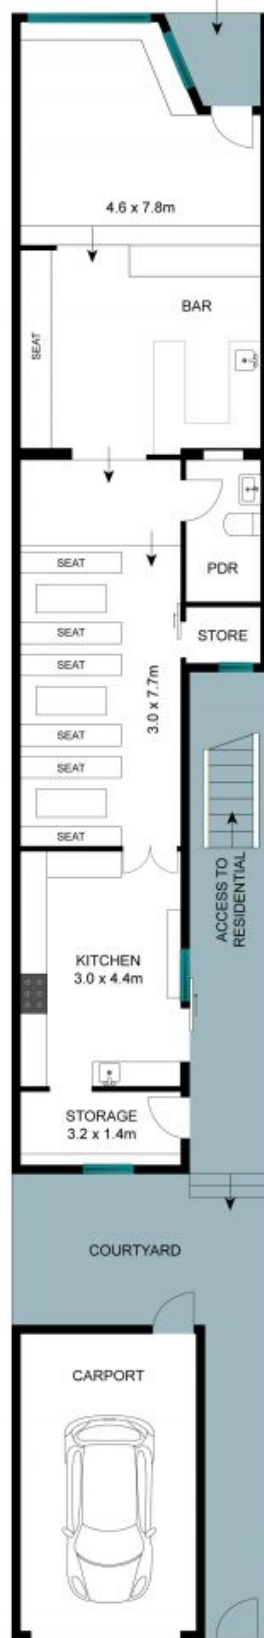 4.6 x 7.8m
BAR
SEAT
PDR
SEAT
STORE
SEAT
SEAT
3.0 x 7.7m
SEAT
SEAT
SEAT
ACCESS TO
RESIDENTIAL
KITCHEN
3.0 x 4.4m
STORAGE
3.2 x 1.4m
COURTYARD
CARPORT